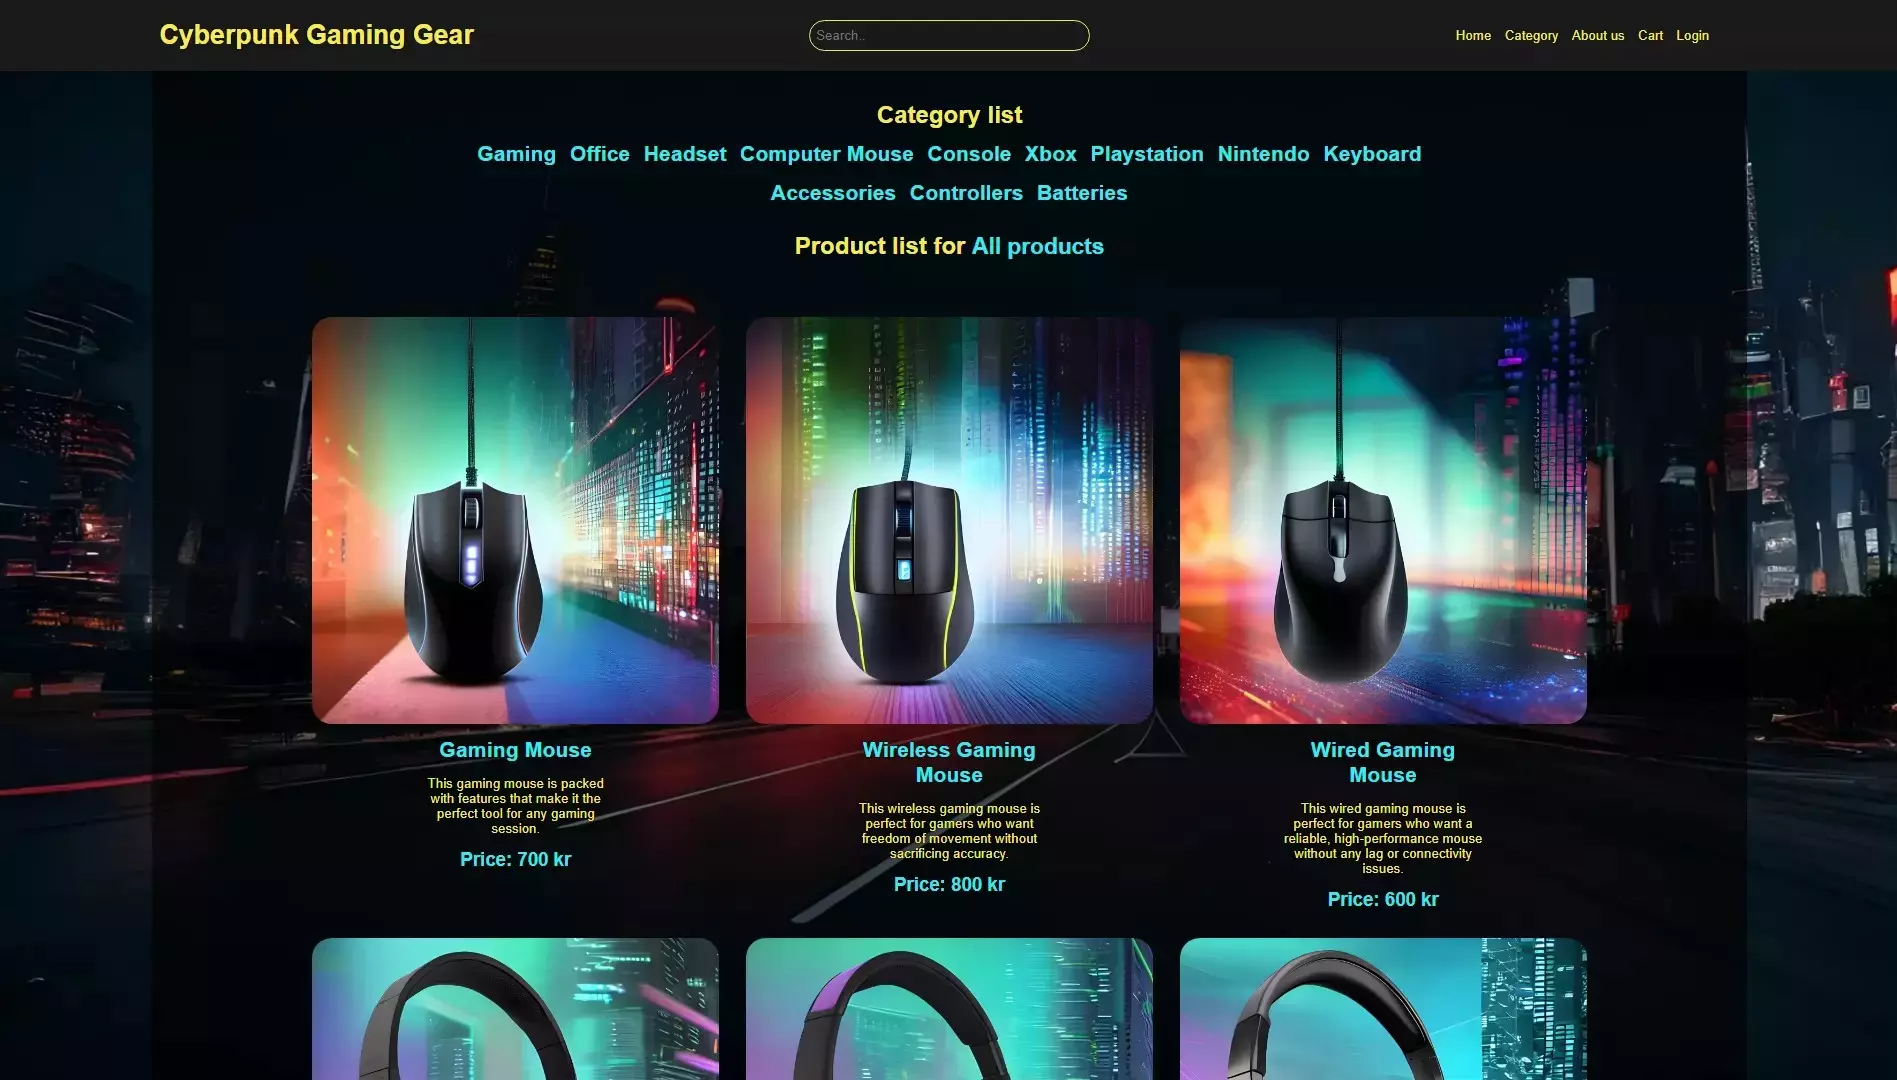 Cyberpunk Gaming Gear
Search..
Home Category About us Cart Login
Category list
Gaming Office Headset Computer Mouse Console Xbox Playstation Nintendo Keyboard
Accessories Controllers Batteries
Product list for All products
Gaming Mouse
This gaming mouse is packed
with features that make it the
perfect tool for any gaming
session.
Price: 700 kr
Wireless Gaming
Mouse
This wireless gaming mouse is
perfect for gamers who want
freedom of movement without
sacrificing accuracy.
Price: 800 kr
Wired Gaming
Mouse
This wired gaming mouse is
perfect for gamers who want a
reliable, high-performance mouse
without any lag or connectivity
issues.
Price: 600 kr